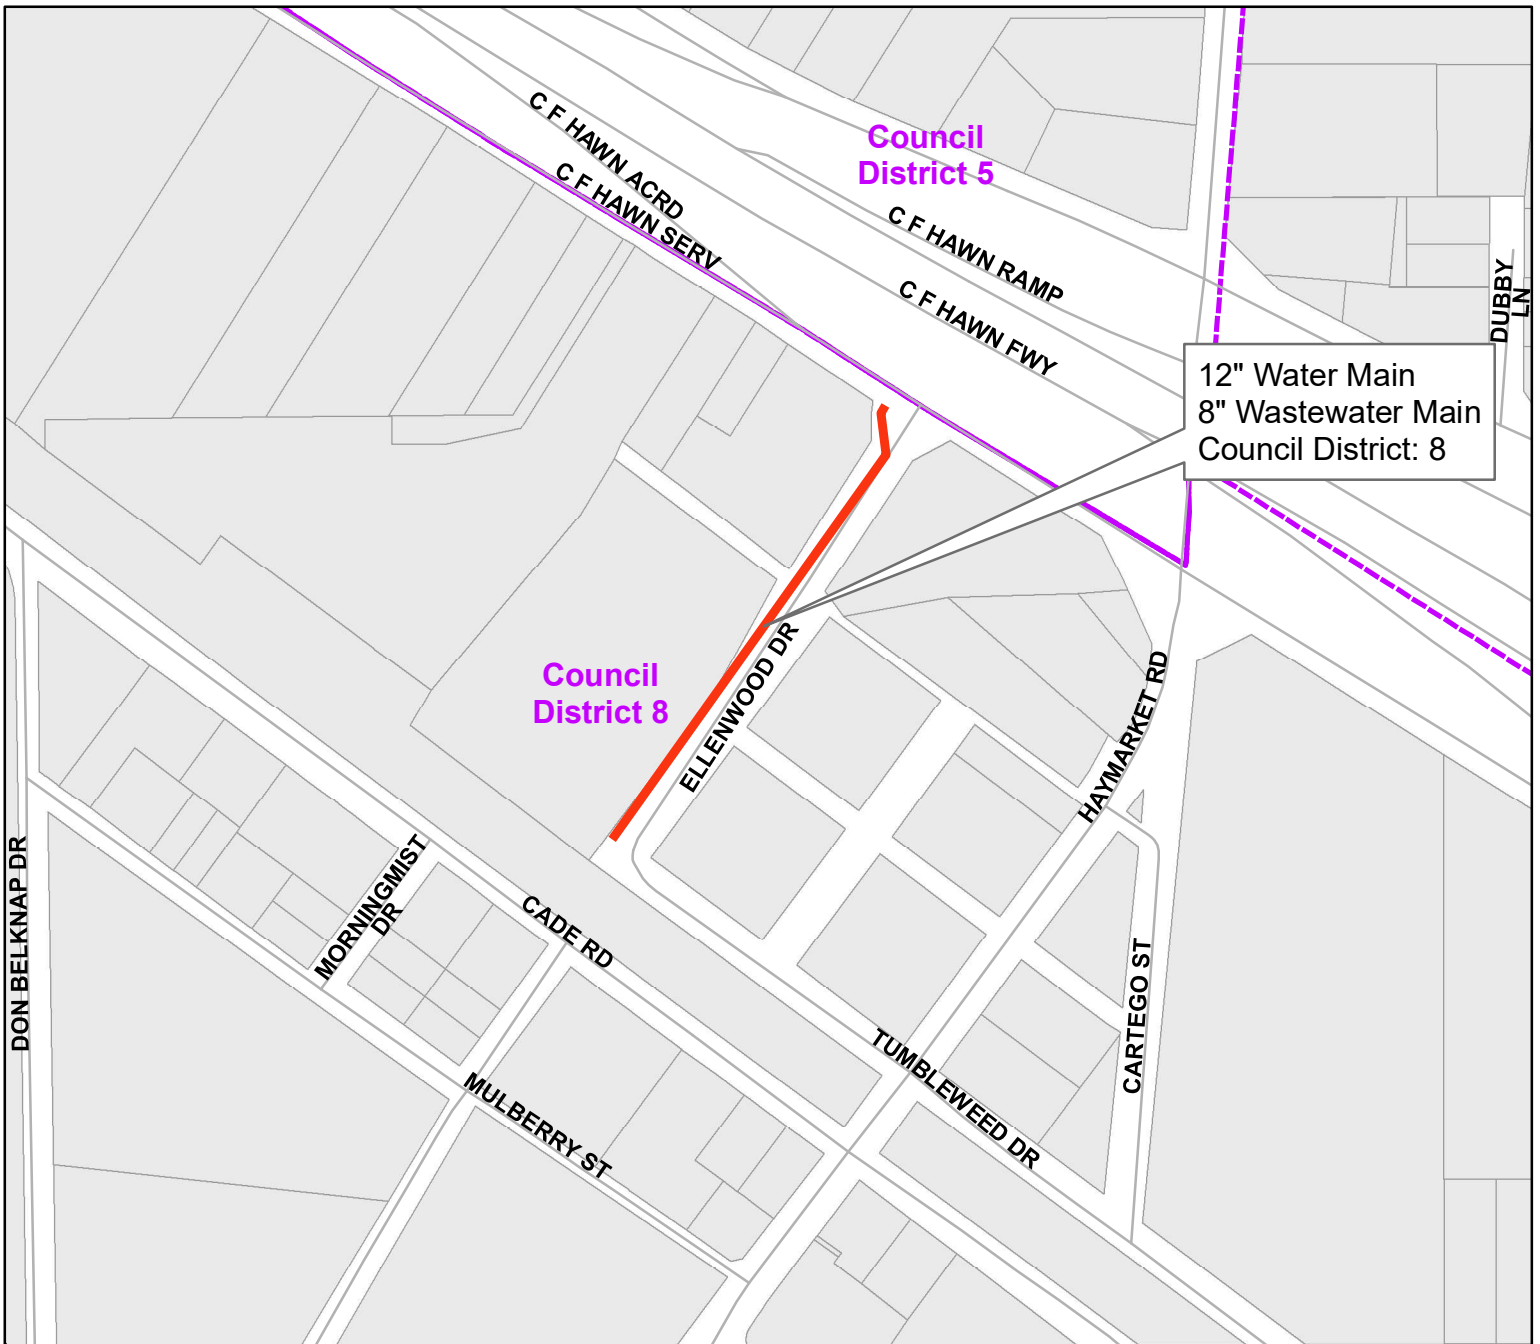 C F HAWN ACRD
C F HAWN SERV
Council
District 5
C F HAWN RAMP
C F HAWN FWY
DUBBY
LN
12" Water Main
8" Wastewater Main
Council District: 8
Council
District 8
ELLENWOOD DR
HAYMARKET RD
DON BELKNAP DR
MORNINGMIST
DR
CADE RD
CARTEGO ST
TUMBLEWEED DR
MULBERRY ST